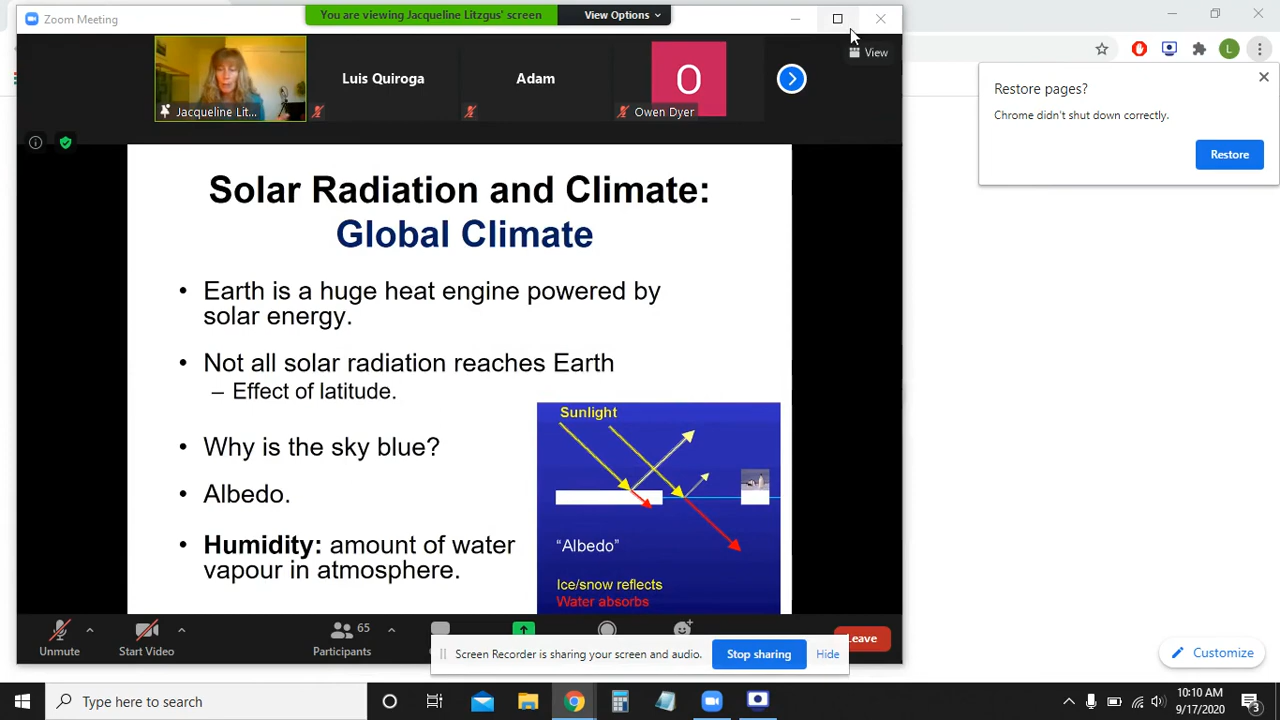 Zoom Meeting
You are viewing Jacqueline Litzgus' screen
View Options
View
Jacqueline Lit...
Luis Quiroga
Adam
O
Owen Dyer
L
Restore pages?
Chrome didn't shut down correctly.
Restore
Solar Radiation and Climate:
Global Climate
• Earth is a huge heat engine powered by
solar energy.
• Not all solar radiation reaches Earth
– Effect of latitude.
• Why is the sky blue?
• Albedo.
• Humidity: amount of water
vapour in atmosphere.
Sunlight
“Albedo”
Ice/snow reflects
Water absorbs
Unmute
Start Video
65
Participants
Leave
Screen Recorder is sharing your screen and audio.
Stop sharing
Hide
Customize
Type here to search
10:10 AM
9/17/2020
3